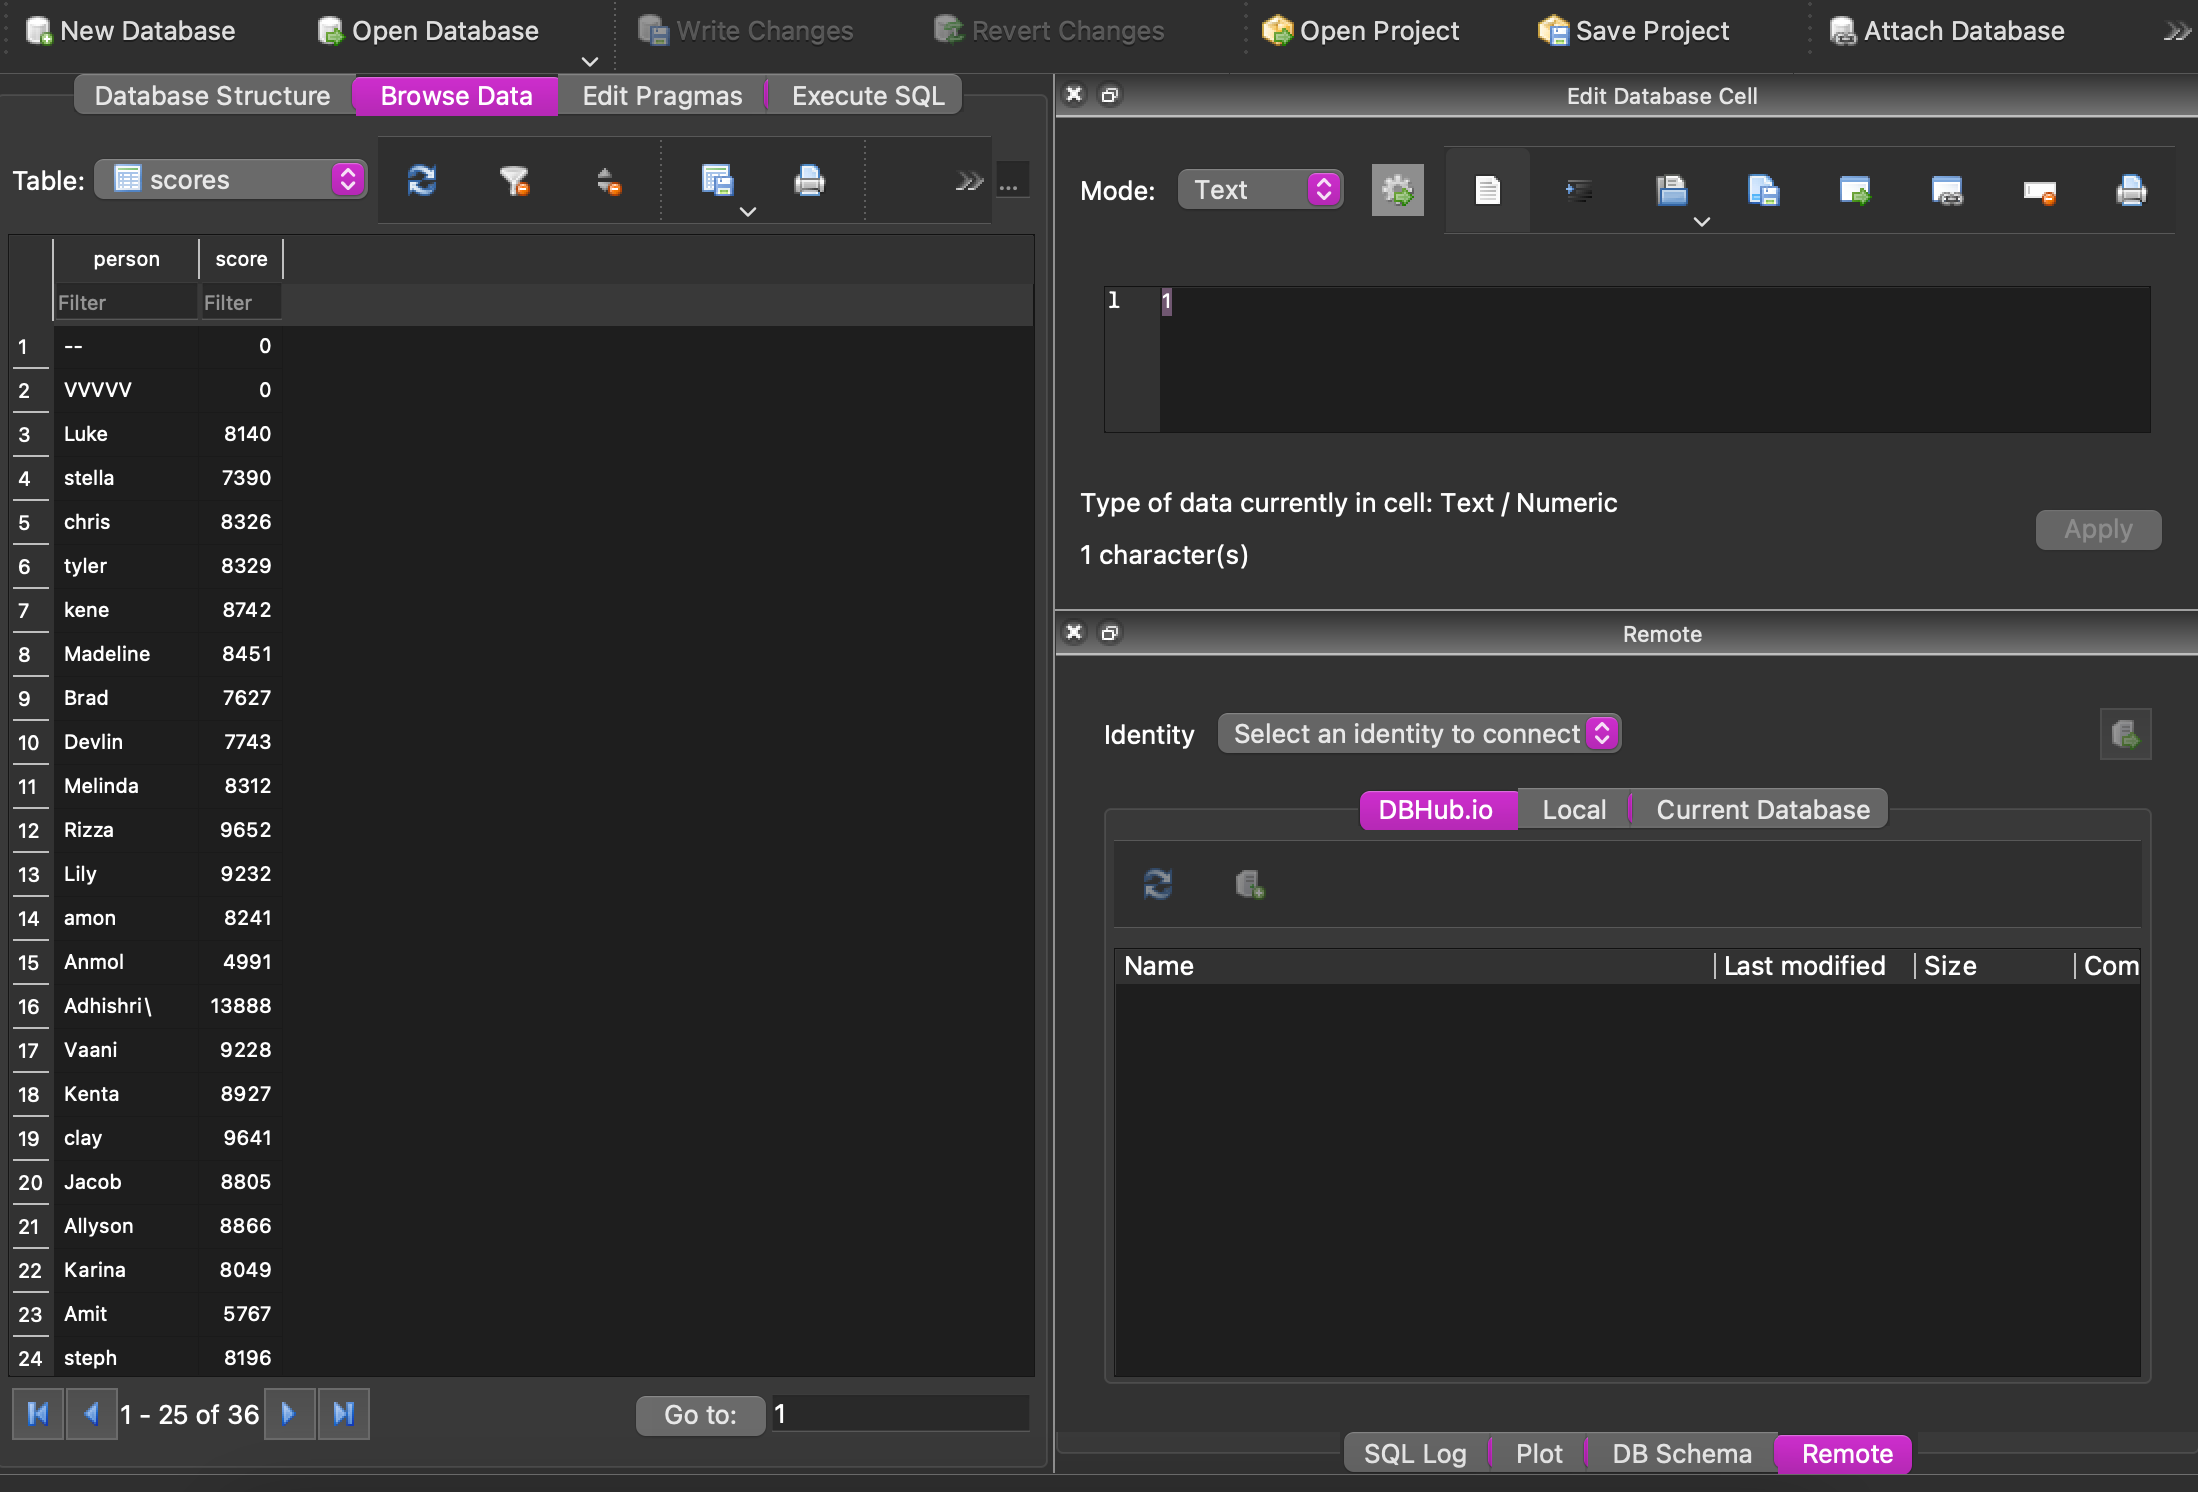 New Database Open Database Write Changes Revert Changes Open Project Save Project Attach Database
Database Structure Browse Data Edit Pragmas Execute SQL
Table: scores ...
person score
Filter Filter
1 -- 0
2 VVVVV 0
3 Luke 8140
4 stella 7390
5 chris 8326
6 tyler 8329
7 kene 8742
8 Madeline 8451
9 Brad 7627
10 Devlin 7743
11 Melinda 8312
12 Rizza 9652
13 Lily 9232
14 amon 8241
15 Anmol 4991
16 Adhishri\ 13888
17 Vaani 9228
18 Kenta 8927
19 clay 9641
20 Jacob 8805
21 Allyson 8866
22 Karina 8049
23 Amit 5767
24 steph 8196
1 - 25 of 36 Go to: 1
Edit Database Cell
Mode: Text
1 1
Type of data currently in cell: Text / Numeric
1 character(s)
Apply
Remote
Identity Select an identity to connect
DBHub.io Local Current Database
Name Last modified Size Com
SQL Log Plot DB Schema Remote